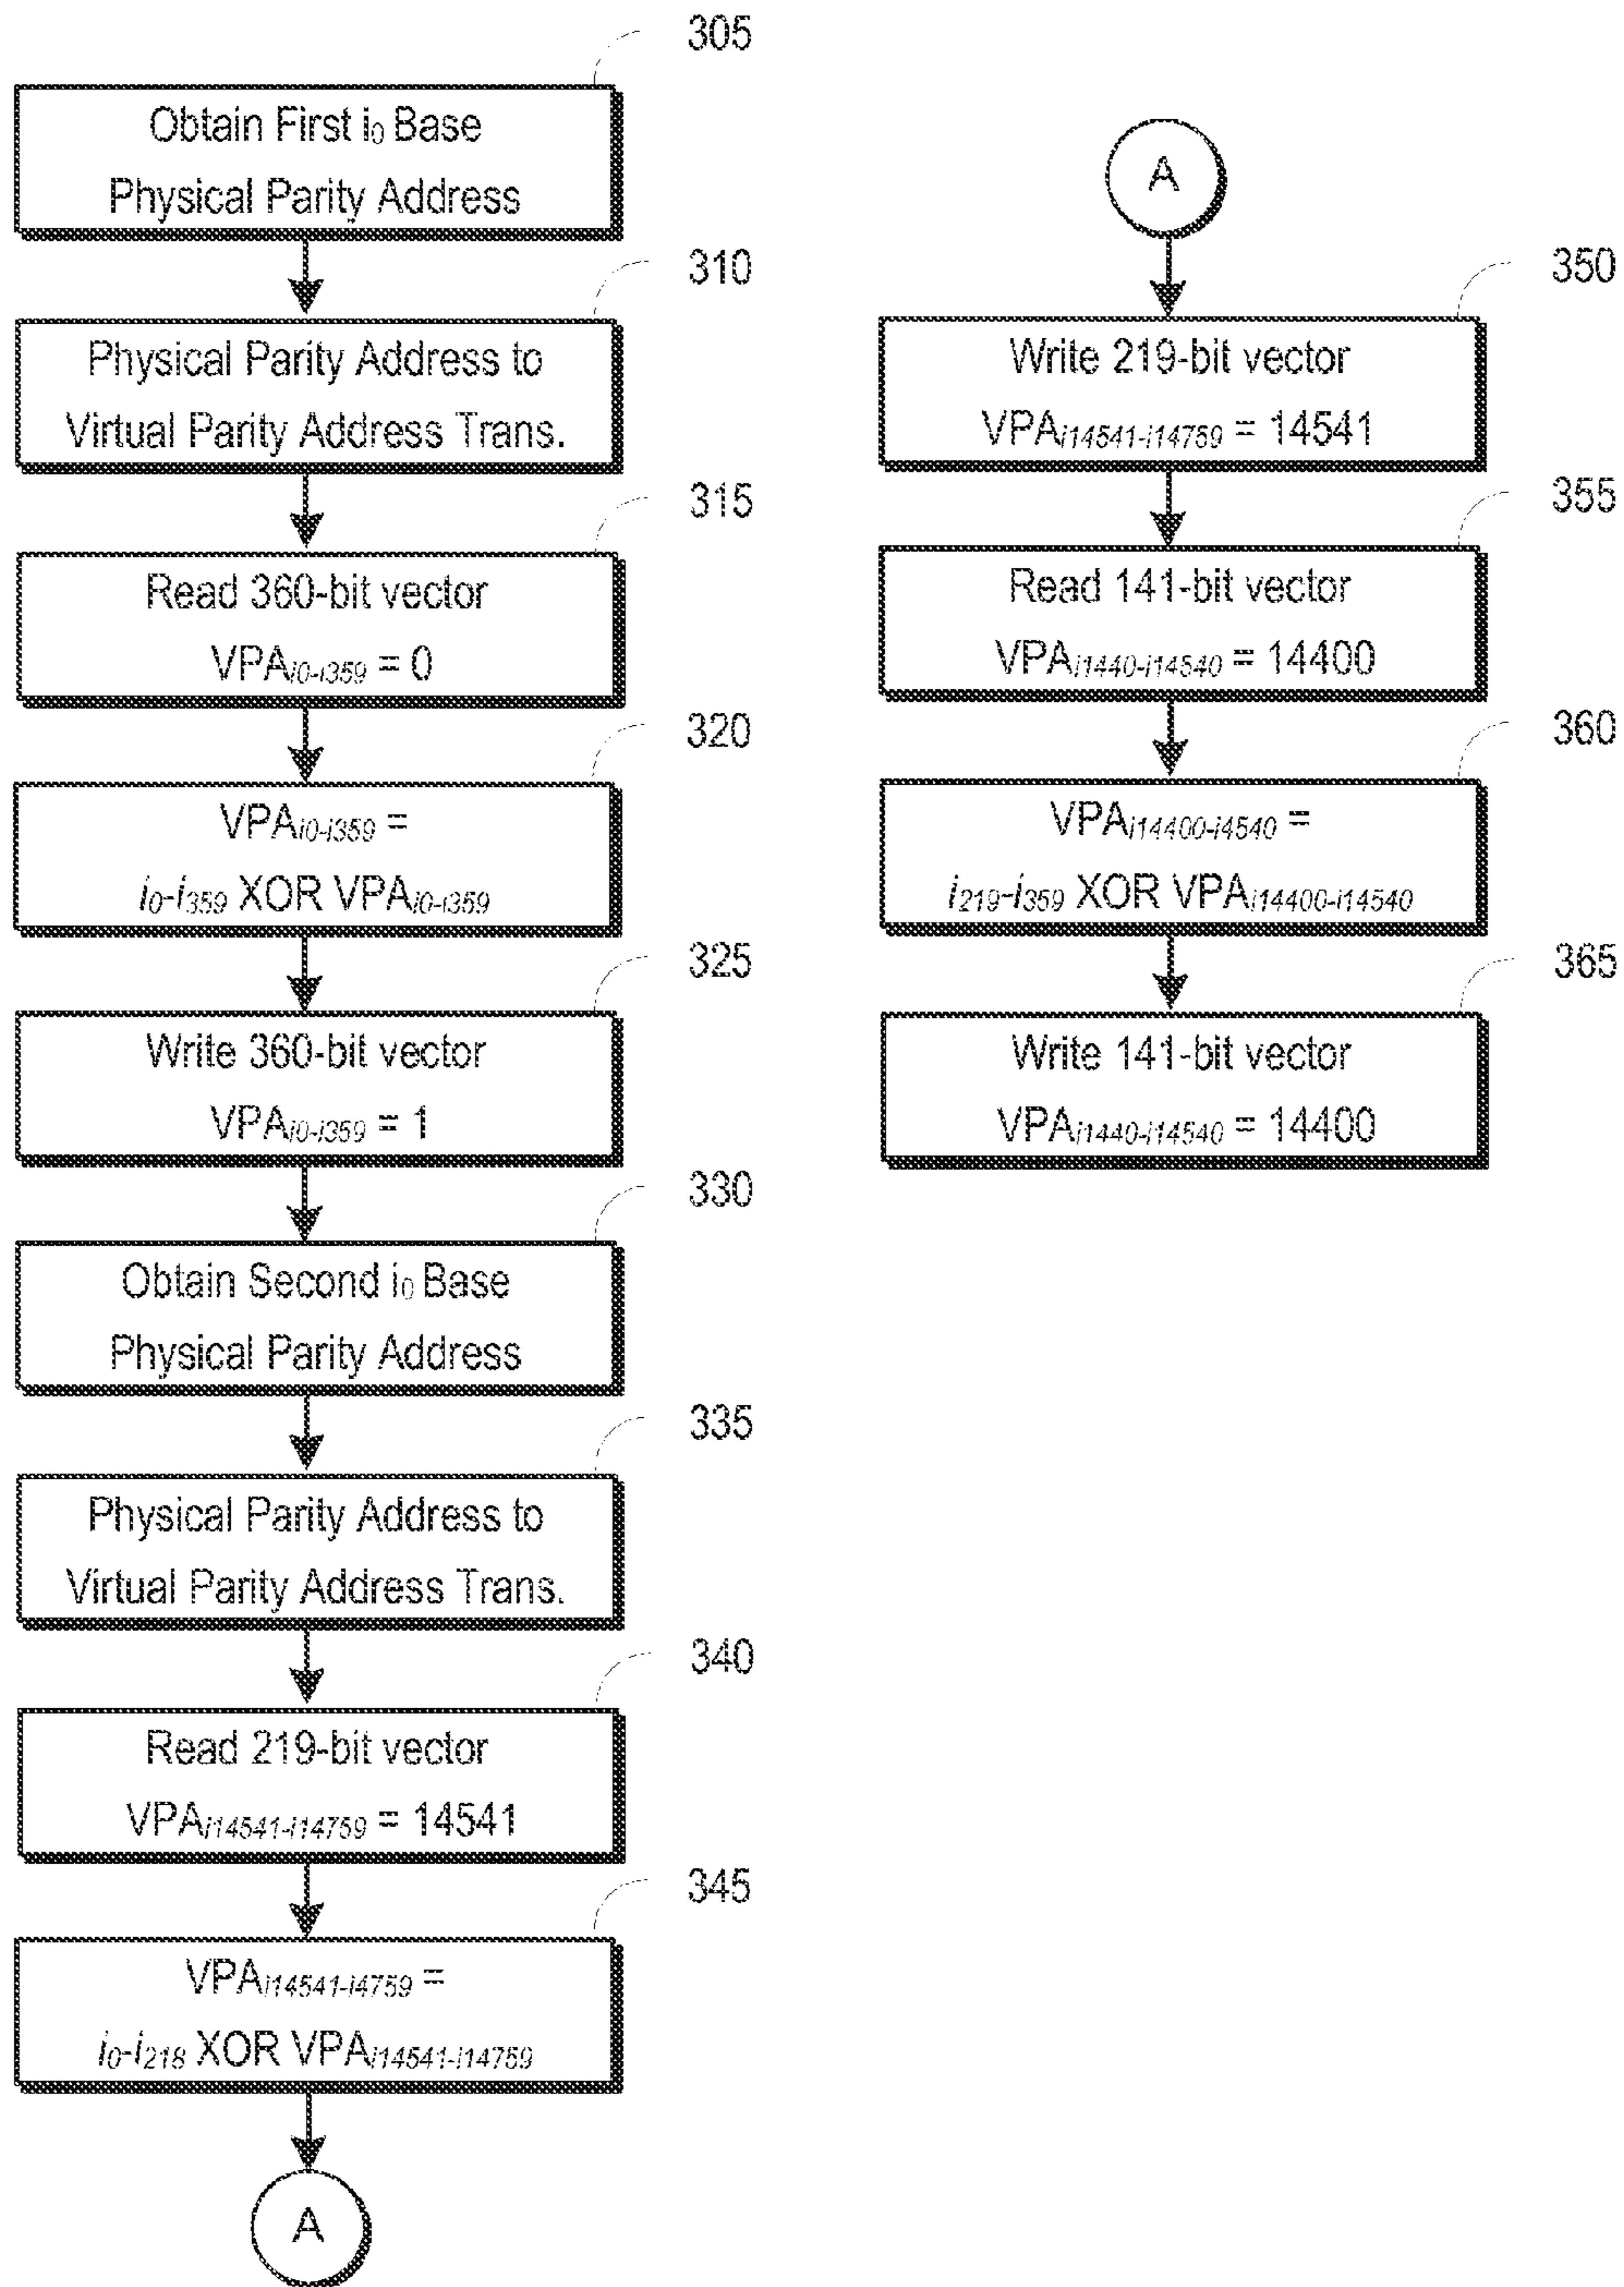 305
Obtain First i₀ Base
Physical Parity Address
310
Physical Parity Address to
Virtual Parity Address Trans.
315
Read 360-bit vector
VPAi0-i359 = 0
320
VPAi0-i359 =
i0-i359 XOR VPAi0-i359
325
Write 360-bit vector
VPAi0-i359 = 1
330
Obtain Second i₀ Base
Physical Parity Address
335
Physical Parity Address to
Virtual Parity Address Trans.
340
Read 219-bit vector
VPAi14541-i14759 = 14541
345
VPAi14541-i4759 =
i0-i218 XOR VPAi14541-i14759
A
A
350
Write 219-bit vector
VPAi14541-i14759 = 14541
355
Read 141-bit vector
VPAi1440-i14540 = 14400
360
VPAi14400-i4540 =
i219-i359 XOR VPAi14400-i14540
365
Write 141-bit vector
VPAi1440-i14540 = 14400